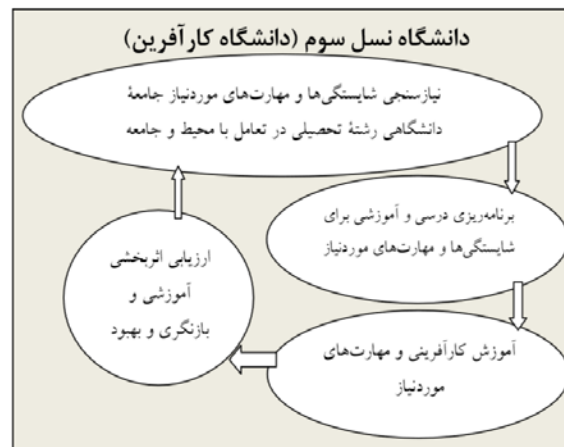 دانشگاه نسل سوم (دانشگاه کارآفرین)
نیازسنجی شایستگی‌ها و مهارت‌های موردنیاز جامعهٔ
دانشگاهی رشتهٔ تحصیلی در تعامل با محیط و جامعه
برنامه‌ریزی درسی و آموزشی برای
شایستگی‌ها و مهارت‌های موردنیاز
آموزش کارآفرینی و مهارت‌های
موردنیاز
ارزیابی اثربخشی
آموزشی و
بازنگری و بهبود